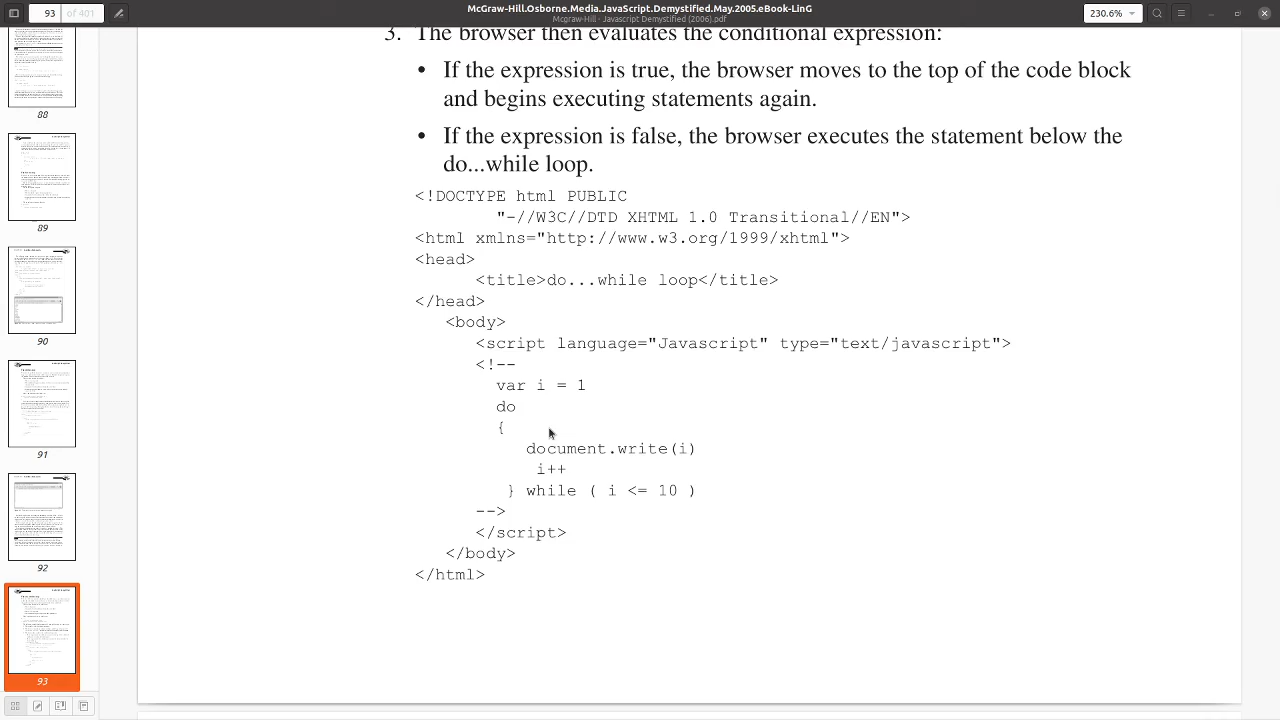 93
of 401
McGraw.Hill.Osborne.Media.JavaScript.Demystified.May.2005.eBook-LinG
Mcgraw-Hill - Javascript Demystified (2006).pdf
230.6%
88
89
90
91
92
93
3. The browser then evaluates the conditional expression:
• If the expression is true, the browser moves to the top of the code block
and begins executing statements again.
• If the expression is false, the browser executes the statement below the
do...while loop.
<!DOCTYPE html PUBLIC
"-//W3C//DTD XHTML 1.0 Transitional//EN">
<html xmlns="http://www.w3.org/1999/xhtml">
<head>
<title>do...while loop</title>
</head>
<body>
<script language="Javascript" type="text/javascript">
<!--
var i = 1
do
{
document.write(i)
i++
} while ( i <= 10 )
-->
</script>
</body>
</html>